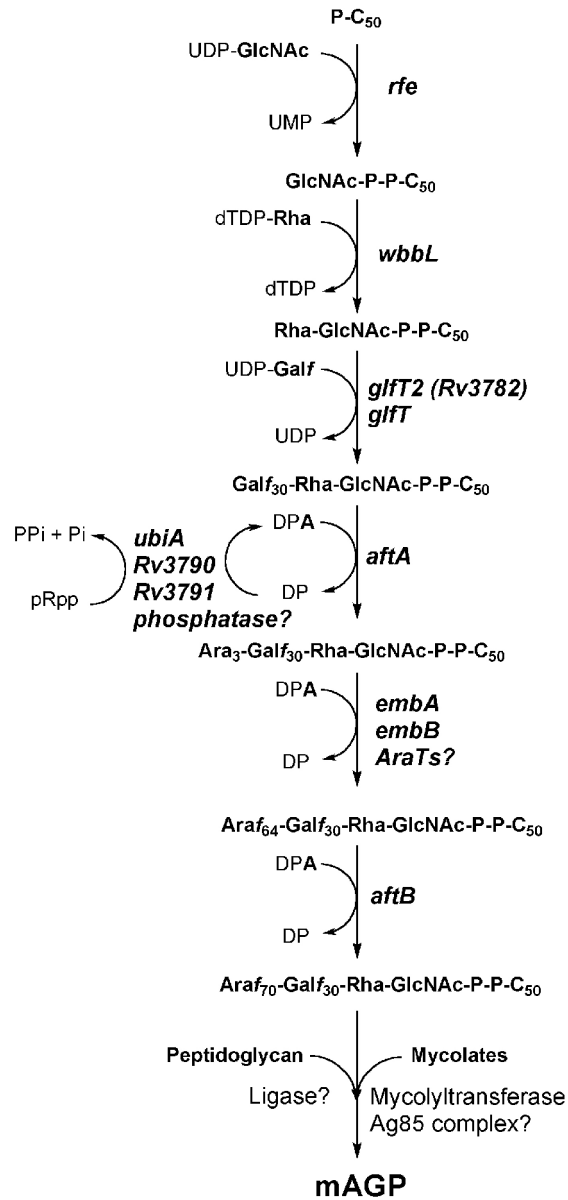 P-C50
UDP-GlcNAc
rfe
UMP
GlcNAc-P-P-C50
dTDP-Rha
wbbL
dTDP
Rha-GlcNAc-P-P-C50
UDP-Galf
glfT2 (Rv3782)
glfT
UDP
Galf30-Rha-GlcNAc-P-P-C50
PPi + Pi
pRpp
ubiA
Rv3790
Rv3791
phosphatase?
DPA
aftA
DP
Ara3-Galf30-Rha-GlcNAc-P-P-C50
DPA
embA
embB
AraTs?
DP
Araf64-Galf30-Rha-GlcNAc-P-P-C50
DPA
aftB
DP
Araf70-Galf30-Rha-GlcNAc-P-P-C50
Peptidoglycan
Mycolates
Ligase?
Mycolyltransferase
Ag85 complex?
mAGP